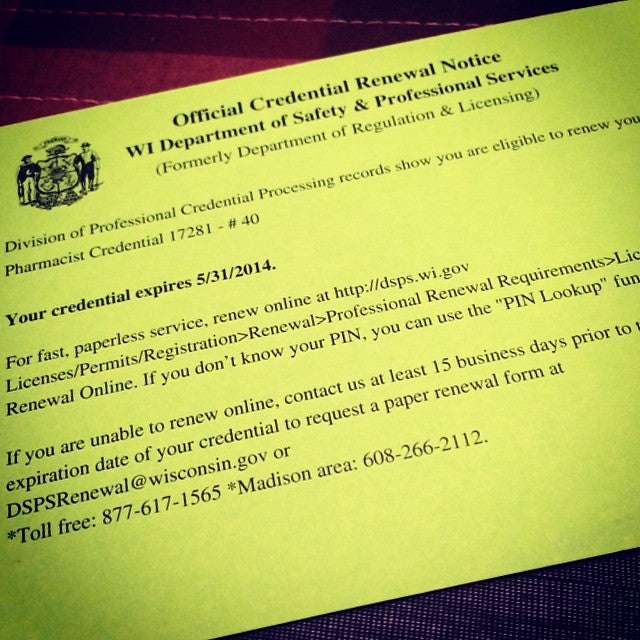 Official Credential Renewal Notice
WI Department of Safety & Professional Services
(Formerly Department of Regulation & Licensing)
Division of Professional Credential Processing records show you are eligible to renew you
Pharmacist Credential 17281 - # 40
Your credential expires 5/31/2014.
For fast, paperless service, renew online at http://dsps.wi.gov
Licenses/Permits/Registration>Renewal>Professional Renewal Requirements>Lic
Renewal Online. If you don't know your PIN, you can use the "PIN Lookup" fun
If you are unable to renew online, contact us at least 15 business days prior to t
expiration date of your credential to request a paper renewal form at
DSPSRenewal@wisconsin.gov or
*Toll free: 877-617-1565 *Madison area: 608-266-2112.